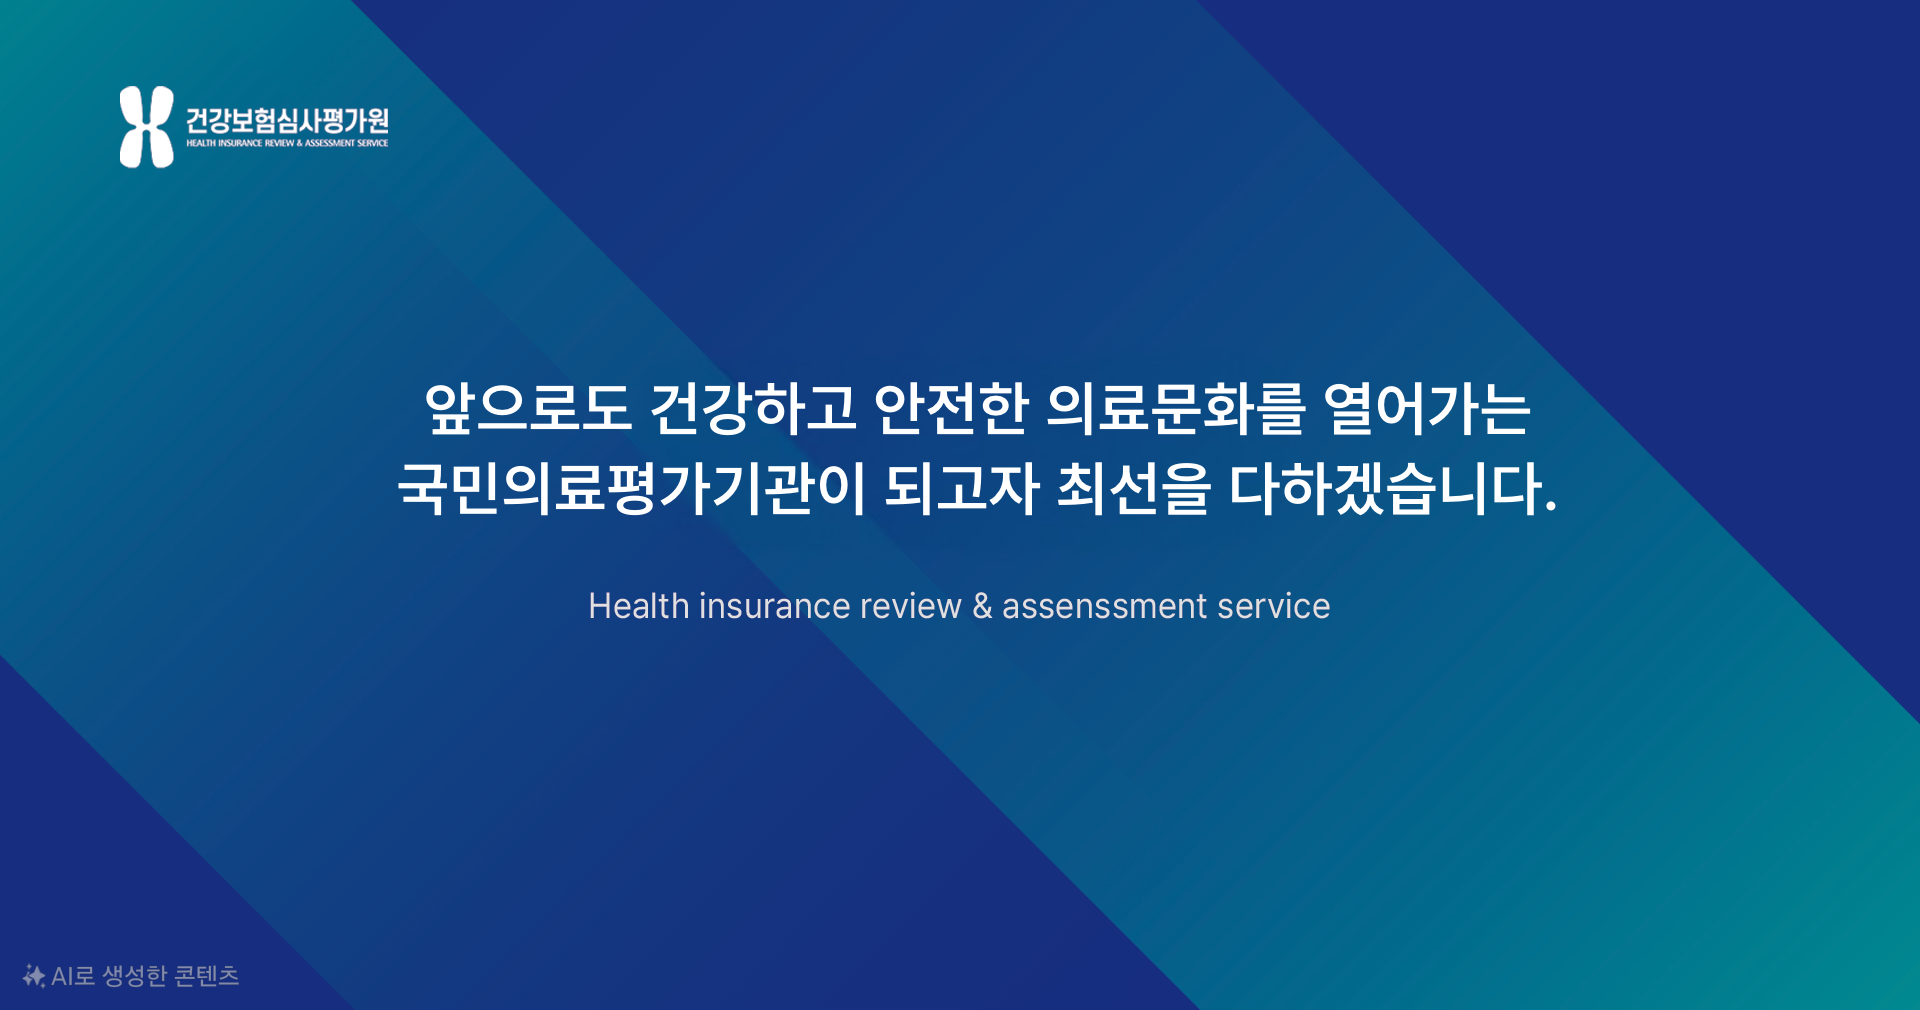 건강보험심사평가원
HEALTH INSURANCE REVIEW & ASSESSMENT SERVICE
앞으로도 건강하고 안전한 의료문화를 열어가는
국민의료평가기관이 되고자 최선을 다하겠습니다.
Health insurance review & assenssment service
AI로 생성한 콘텐츠